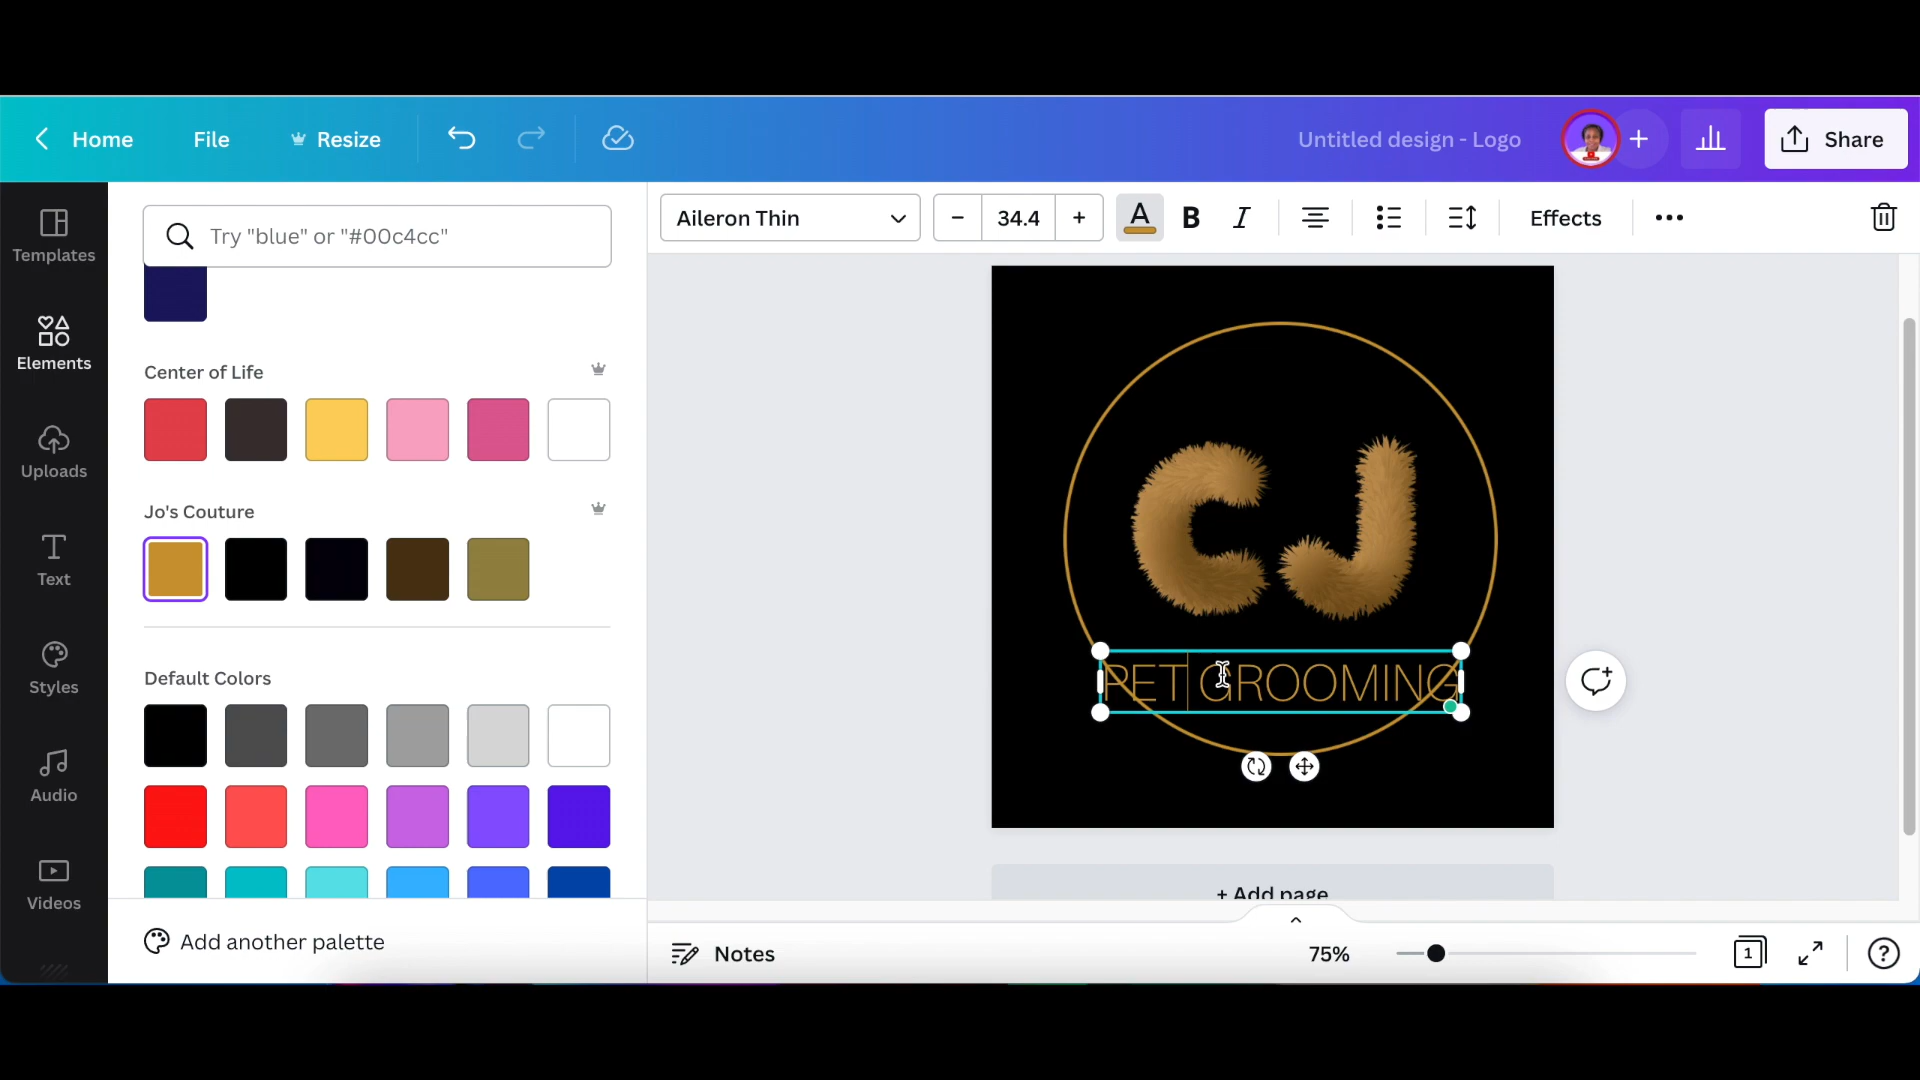 Home
File
Resize
Untitled design - Logo
Share
Templates
Elements
Uploads
Text
Styles
Audio
Videos
Try "blue" or "#00c4cc"
Center of Life
Jo's Couture
Default Colors
Add another palette
Aileron Thin
34.4
A
B
I
Effects
CJ
PET GROOMING
+ Add page
Notes
75%
1
?